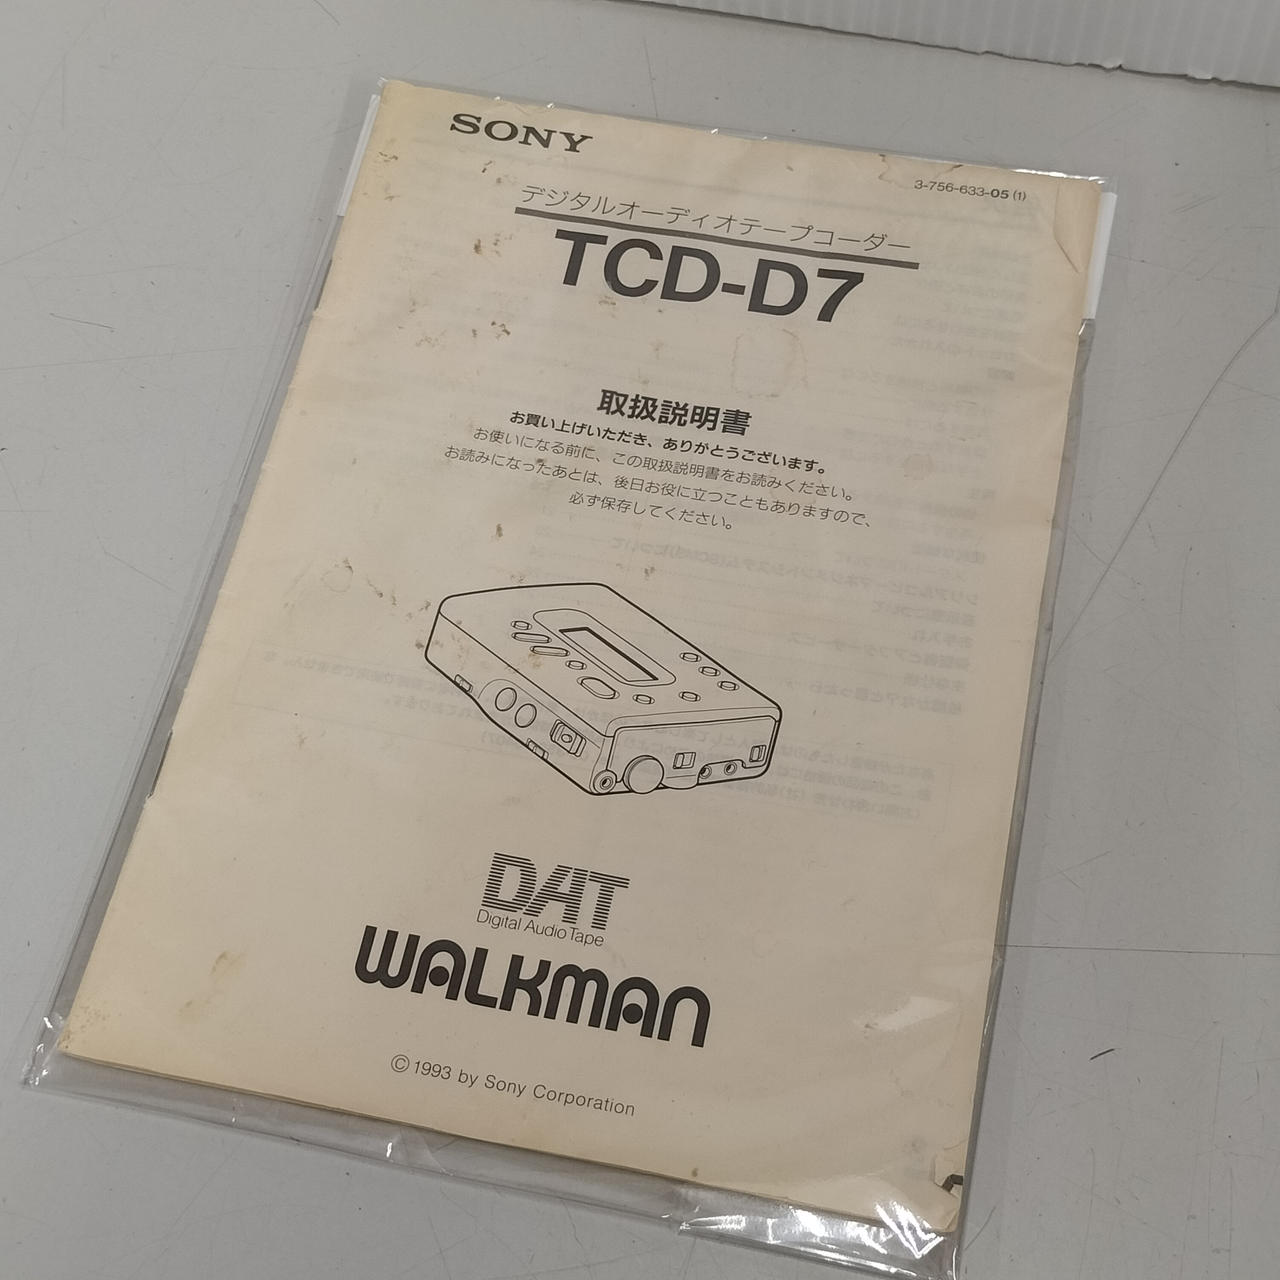 SONY
3-756-633-05 (1)
デジタルオーディオテープコーダー
TCD-D7
取扱説明書
お買い上げいただき、ありがとうございます。
お使いになる前に、この取扱説明書をお読みください。
お読みになったあとは、後日お役に立つこともありますので、
必ず保存してください。
DAT
Digital Audio Tape
WALKMAN
© 1993 by Sony Corporation